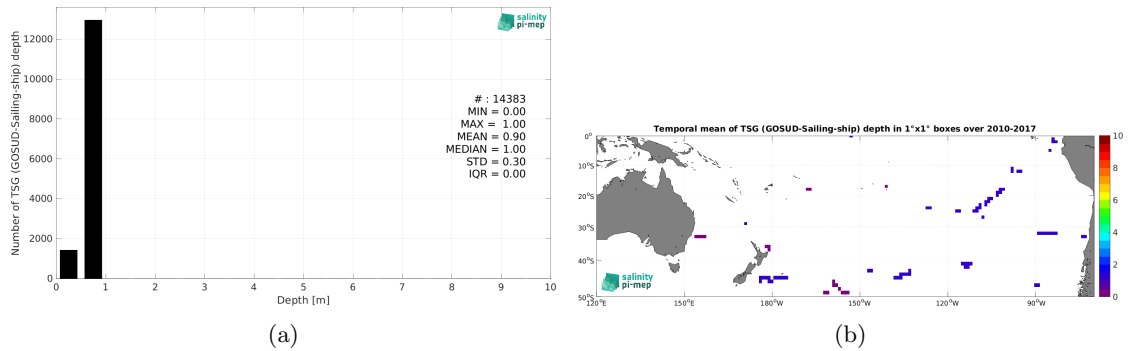 Number of TSG (GOSUD-Sailing-ship) depth
12000
10000
8000
6000
4000
2000
0
salinity
pi-mep
# : 14383
MIN = 0.00
MAX = 1.00
MEAN = 0.90
MEDIAN = 1.00
STD = 0.30
IQR = 0.00
0 1 2 3 4 5 6 7 8 9 10
Depth [m]
(a)
Temporal mean of TSG (GOSUD-Sailing-ship) depth in 1°x1° boxes over 2010-2017
0°
10°S
20°S
30°S
40°S
50°S
salinity
pi-mep
120°E 150°E 180°W 150°W 120°W 90°W
10
8
6
4
2
0
(b)